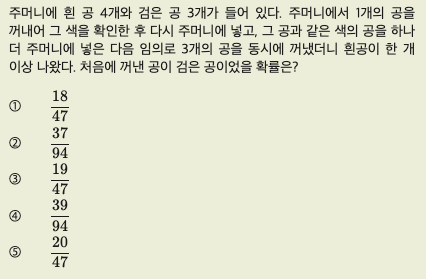 주머니에 흰 공 4개와 검은 공 3개가 들어 있다. 주머니에서 1개의 공을
꺼내어 그 색을 확인한 후 다시 주머니에 넣고, 그 공과 같은 색의 공을 하나
더 주머니에 넣은 다음 임의로 3개의 공을 동시에 꺼냈더니 흰공이 한 개
이상 나왔다. 처음에 꺼낸 공이 검은 공이었을 확률은?
① 18/47
② 37/94
③ 19/47
④ 39/94
⑤ 20/47